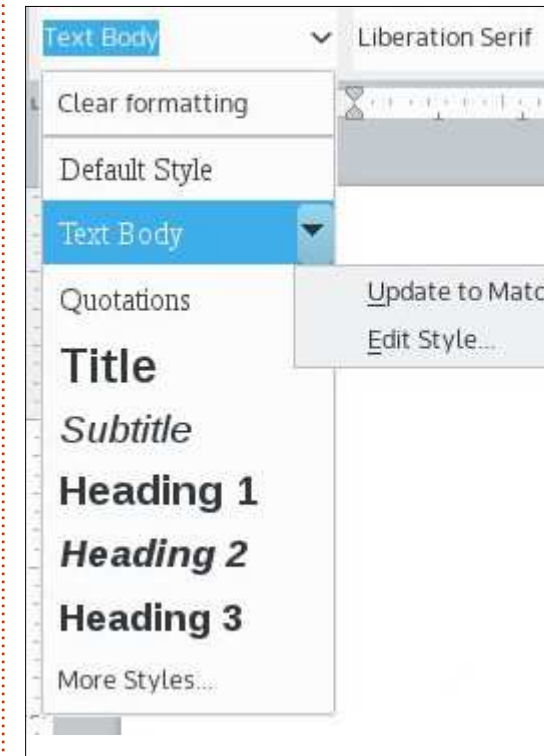 Text Body Liberation Serif
Clear formatting
Default Style
Text Body
Quotations
Update to Matc
Edit Style...
Title
Subtitle
Heading 1
Heading 2
Heading 3
More Styles...